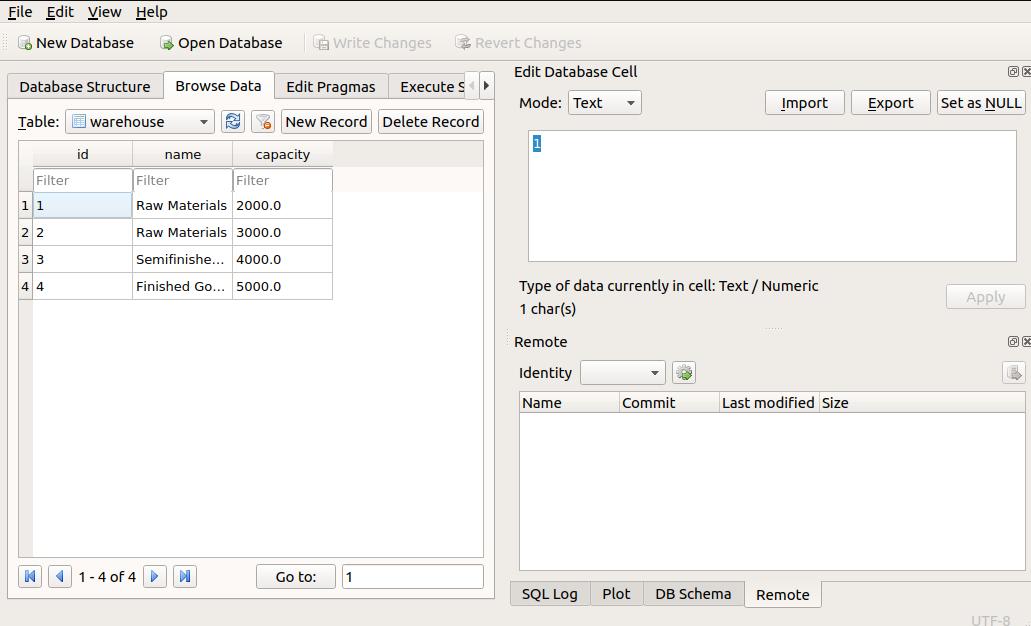 File Edit View Help
New Database Open Database Write Changes Revert Changes
Database Structure Browse Data Edit Pragmas Execute S
Table: warehouse New Record Delete Record
id name capacity
Filter Filter Filter
1 1 Raw Materials 2000.0
2 2 Raw Materials 3000.0
3 3 Semifinishe... 4000.0
4 4 Finished Go... 5000.0
1 - 4 of 4 Go to: 1
Edit Database Cell
Mode: Text Import Export Set as NULL
1
Type of data currently in cell: Text / Numeric
1 char(s)
Apply
Remote
Identity
Name Commit Last modified Size
SQL Log Plot DB Schema Remote
UTF-8